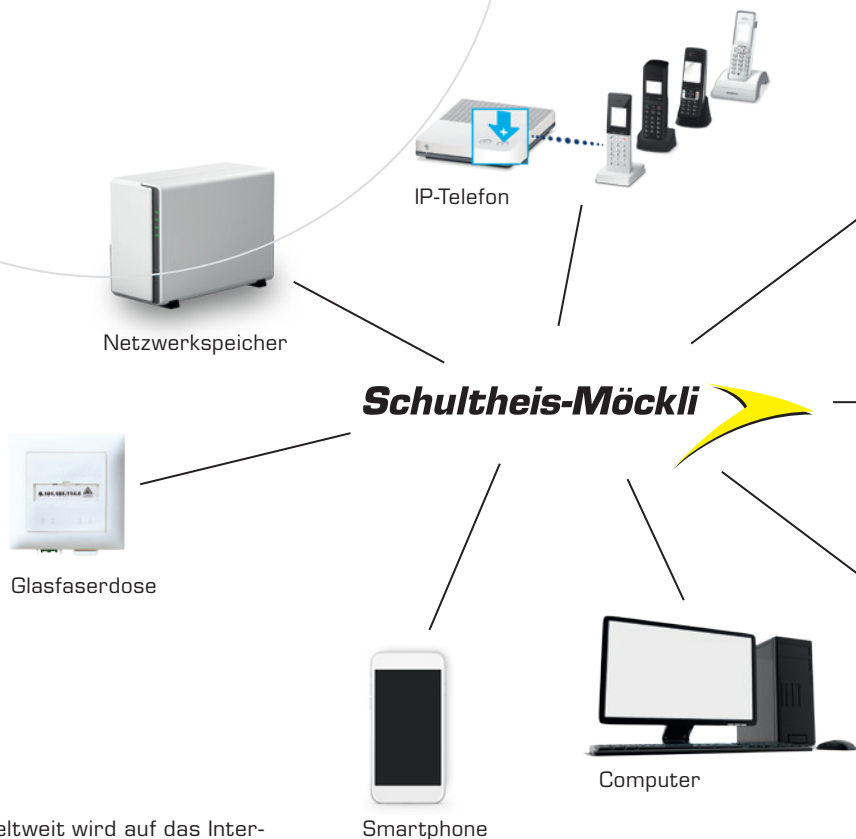 IP-Telefon
Netzwerkspeicher
Schultheis-Möckli
Glasfaserdose
Computer
eltweit wird auf das Inter-
Smartphone